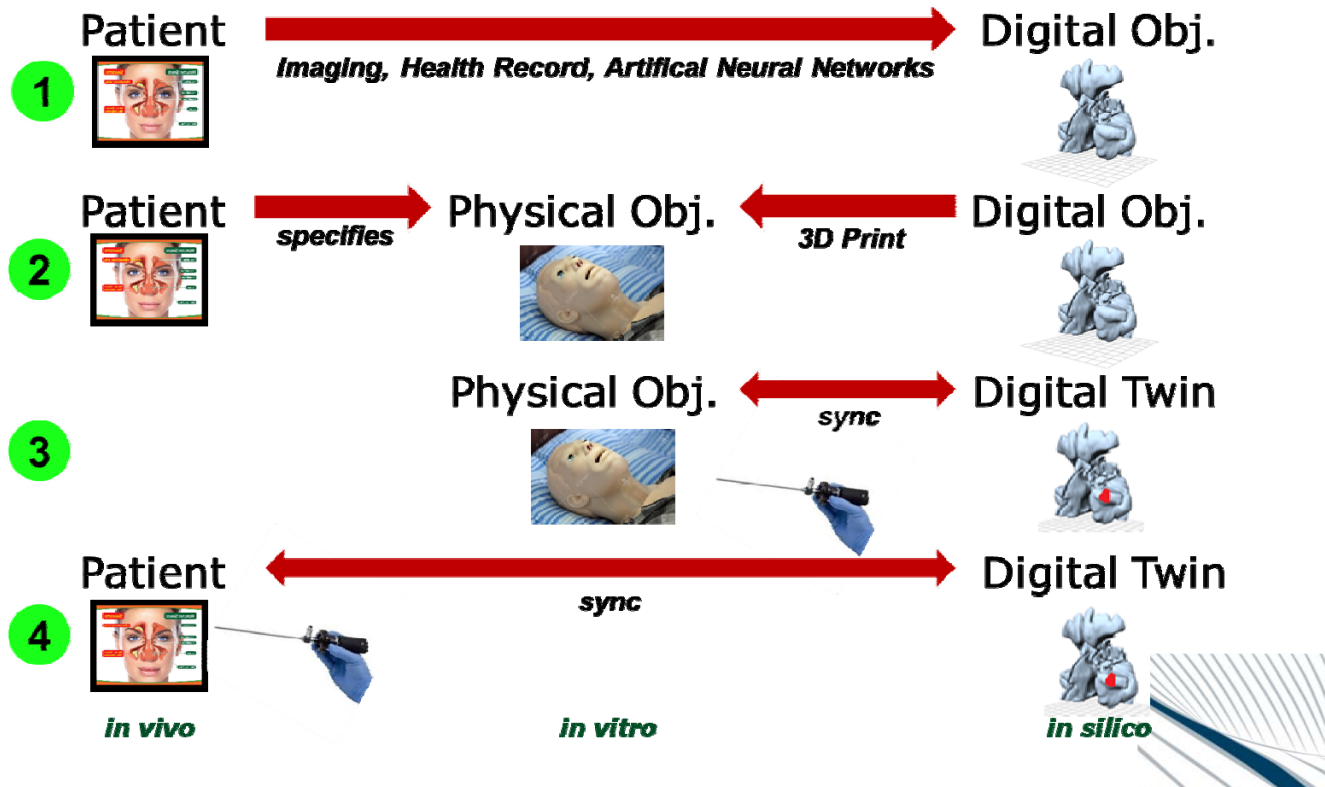 Patient
Digital Obj.
Imaging, Health Record, Artifical Neural Networks
1
Patient
Physical Obj.
Digital Obj.
specifies
3D Print
2
Physical Obj.
Digital Twin
sync
3
Patient
Digital Twin
sync
4
in vivo
in vitro
in silico